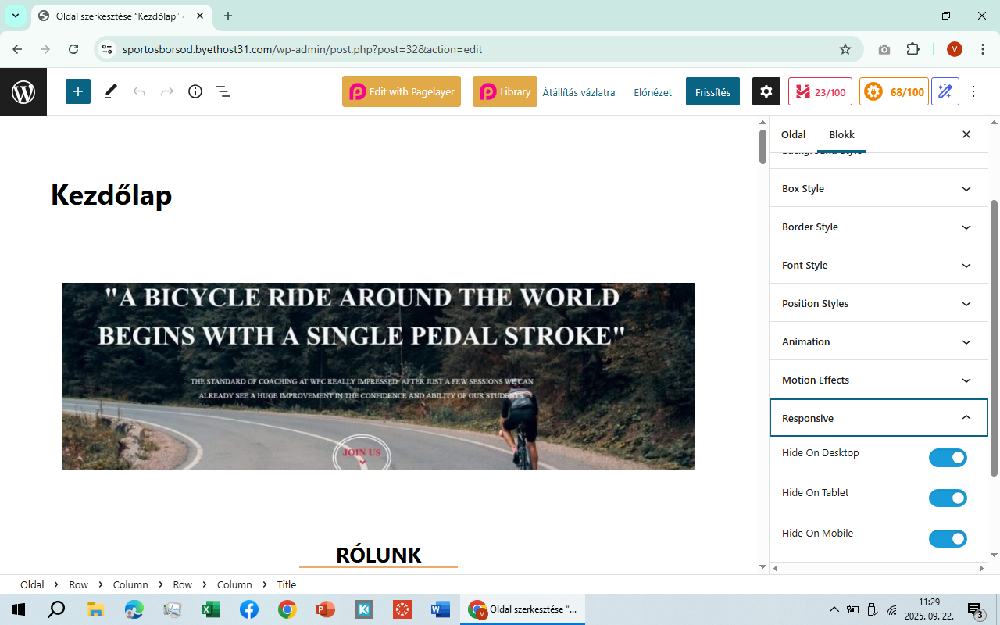 Oldal szerkesztése "Kezdőlap"
sportosborsod.byethost31.com/wp-admin/post.php?post=32&action=edit
V
Edit with Pagelayer
Library
Átállítás vázlatra
Előnézet
Frissítés
23/100
68/100
Oldal
Blokk
Background Style
Box Style
Border Style
Font Style
Position Styles
Animation
Motion Effects
Responsive
Hide On Desktop
Hide On Tablet
Hide On Mobile
Kezdőlap
"A BICYCLE RIDE AROUND THE WORLD
BEGINS WITH A SINGLE PEDAL STROKE"
THE STANDARD OF COACHING AT WFC REALLY IMPRESSED. AFTER JUST A FEW SESSIONS WE CAN
ALREADY SEE A HUGE IMPROVEMENT IN THE CONFIDENCE AND ABILITY OF OUR STUDENTS.
JOIN US
RÓLUNK
Oldal > Row > Column > Row > Column > Title
Oldal szerkesztése "...
11:29
2025. 09. 22.
3